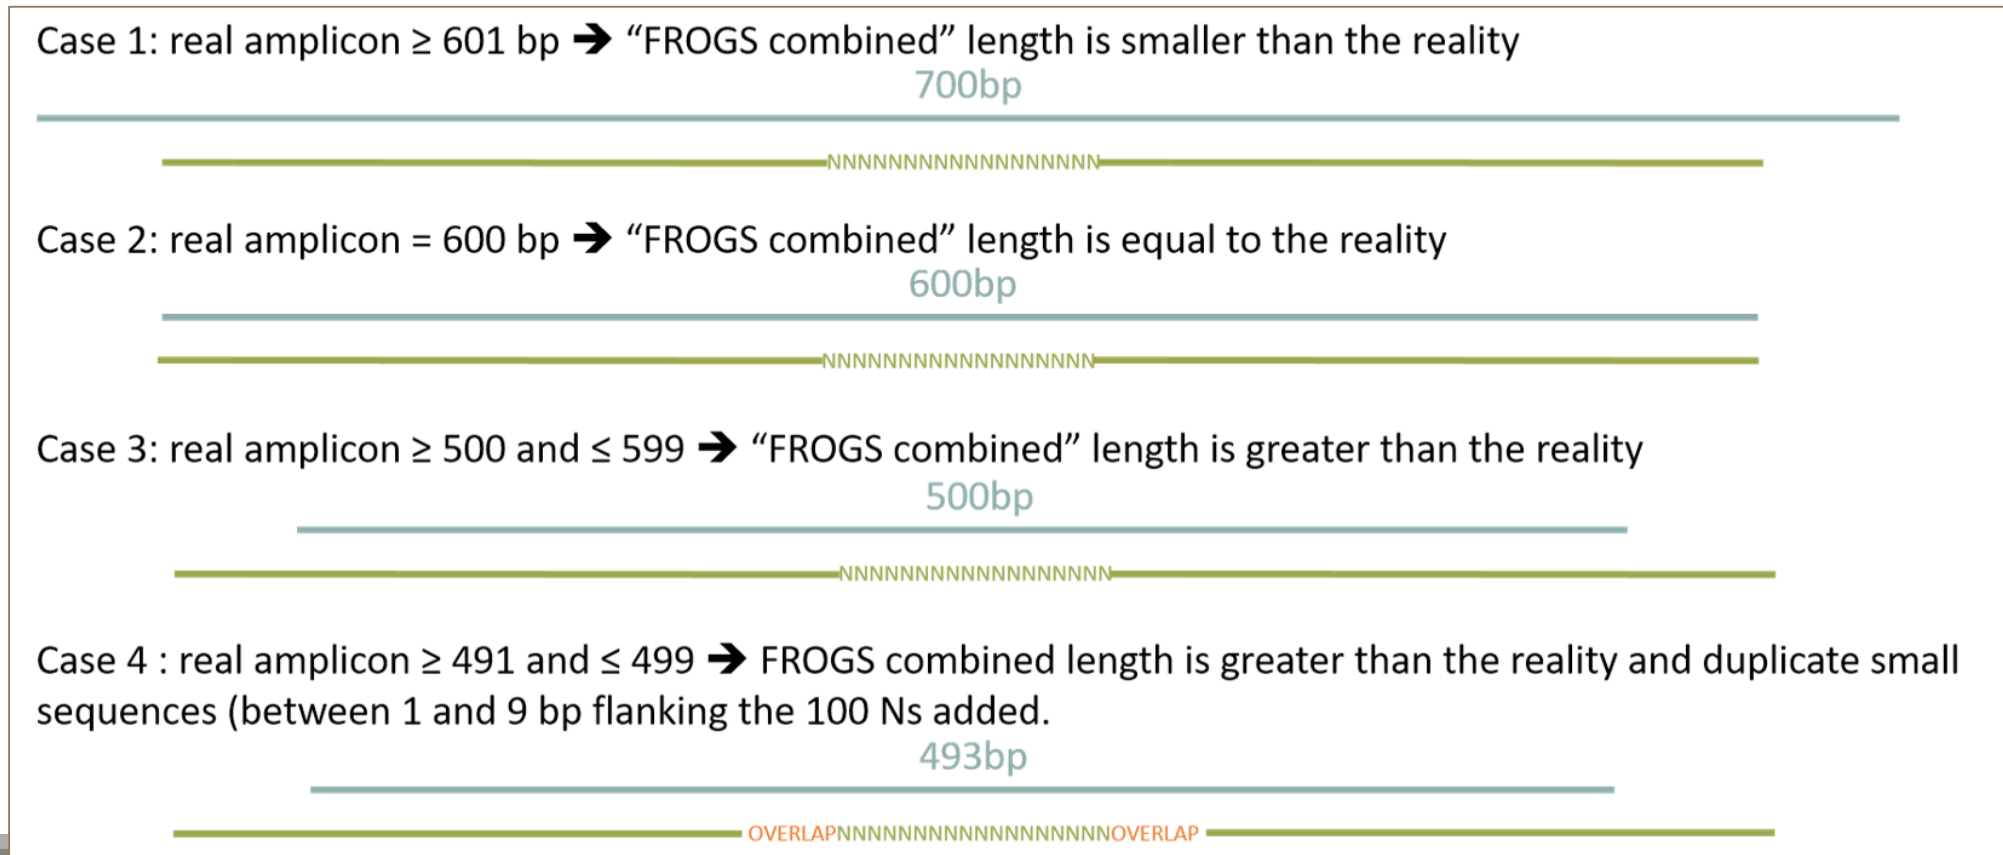 Case 1: real amplicon ≥ 601 bp ➔ “FROGS combined” length is smaller than the reality
700bp
NNNNNNNNNNNNNNNNNN
Case 2: real amplicon = 600 bp ➔ “FROGS combined” length is equal to the reality
600bp
NNNNNNNNNNNNNNNNNN
Case 3: real amplicon ≥ 500 and ≤ 599 ➔ “FROGS combined” length is greater than the reality
500bp
NNNNNNNNNNNNNNNNNN
Case 4 : real amplicon ≥ 491 and ≤ 499 ➔ FROGS combined length is greater than the reality and duplicate small
sequences (between 1 and 9 bp flanking the 100 Ns added.
493bp
OVERLAPNNNNNNNNNNNNNNNNNNOVERLAP